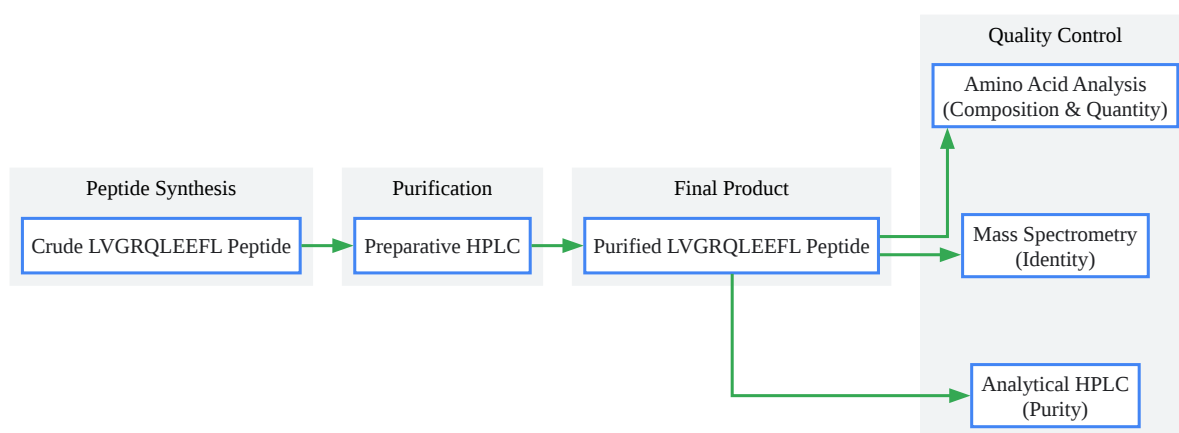 Peptide Synthesis
Crude LVGRQLEEFL Peptide
Purification
Preparative HPLC
Final Product
Purified LVGRQLEEFL Peptide
Quality Control
Amino Acid Analysis
(Composition & Quantity)
Mass Spectrometry
(Identity)
Analytical HPLC
(Purity)